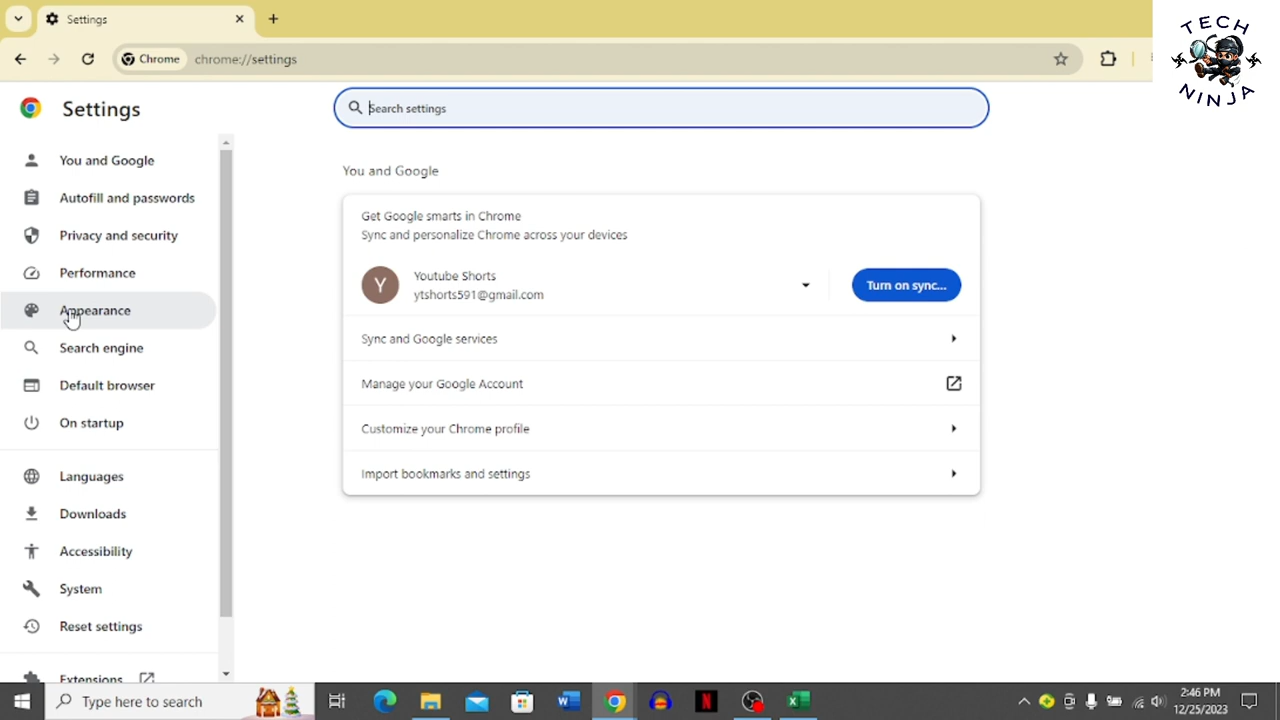 Settings
Chrome
chrome://settings
TECH
NINJA
Settings
Search settings
You and Google
Autofill and passwords
Privacy and security
Performance
Appearance
Search engine
Default browser
On startup
Languages
Downloads
Accessibility
System
Reset settings
Extensions
You and Google
Get Google smarts in Chrome
Sync and personalize Chrome across your devices
Y
Youtube Shorts
ytshorts591@gmail.com
Turn on sync...
Sync and Google services
Manage your Google Account
Customize your Chrome profile
Import bookmarks and settings
Type here to search
2:46 PM
12/25/2023